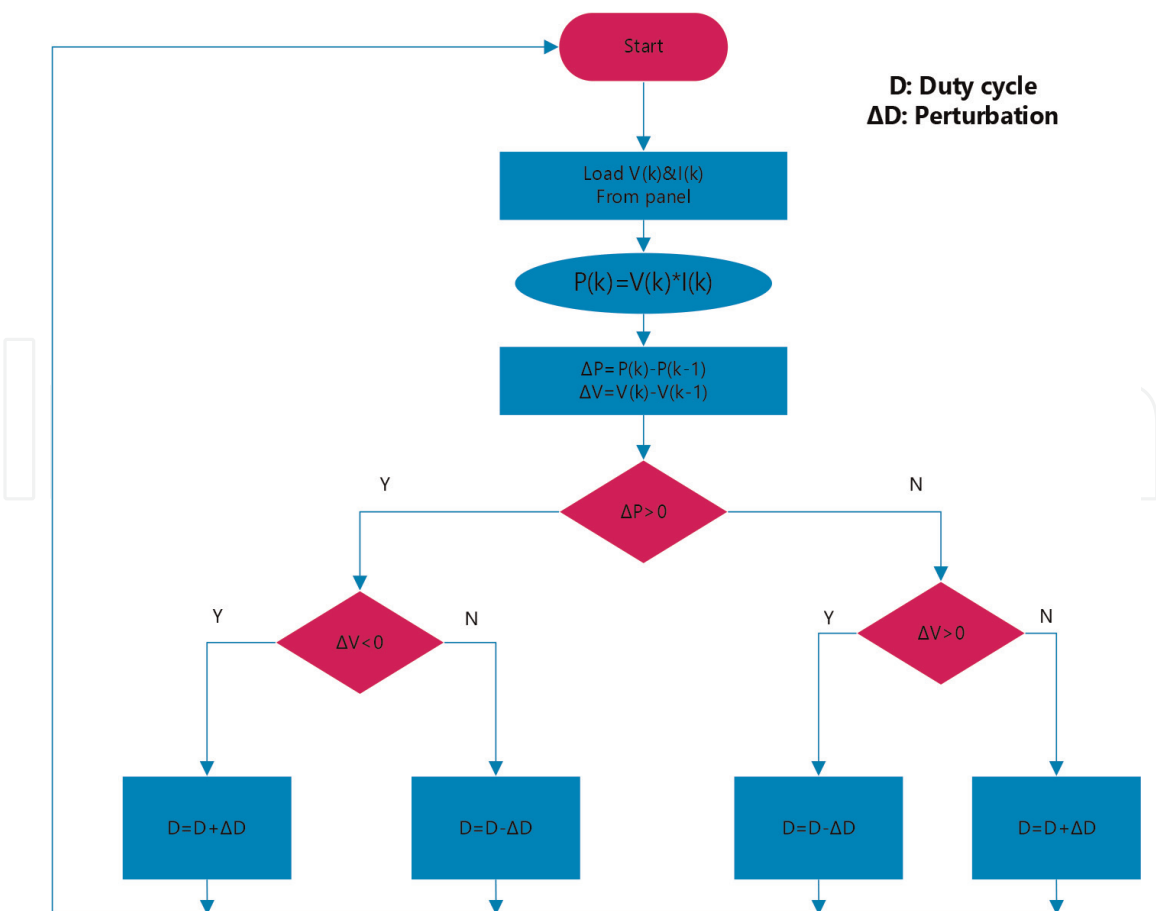 Start
D: Duty cycle
ΔD: Perturbation
Load V(k)&I(k)
From panel
P(k)=V(k)*I(k)
ΔP=P(k)-P(k-1)
ΔV=V(k)-V(k-1)
Y
N
ΔP>0
Y
N
Y
N
ΔV<0
ΔV>0
D=D+ΔD
D=D-ΔD
D=D-ΔD
D=D+ΔD